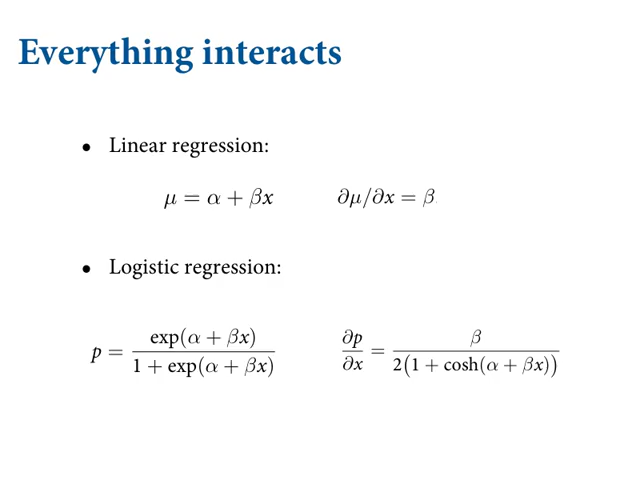 Everything interacts
• Linear regression:
μ = α + βx    ∂μ/∂x = β
• Logistic regression:
p = exp(α + βx) / 1 + exp(α + βx)    ∂p/∂x = β / 2(1 + cosh(α + βx))